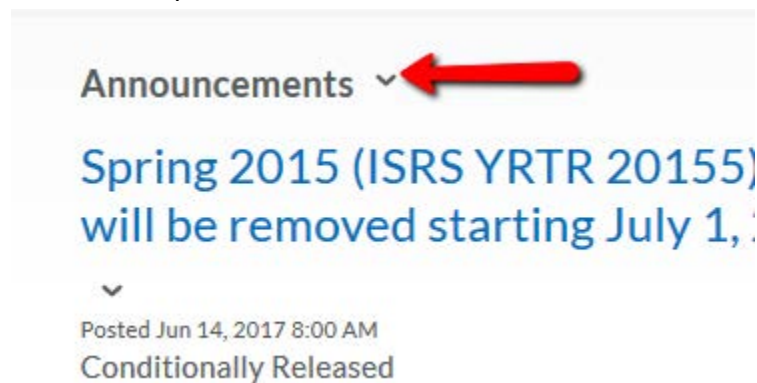 Announcements
Spring 2015 (ISRS YRTR 20155)
will be removed starting July 1,
Posted Jun 14, 2017 8:00 AM
Conditionally Released